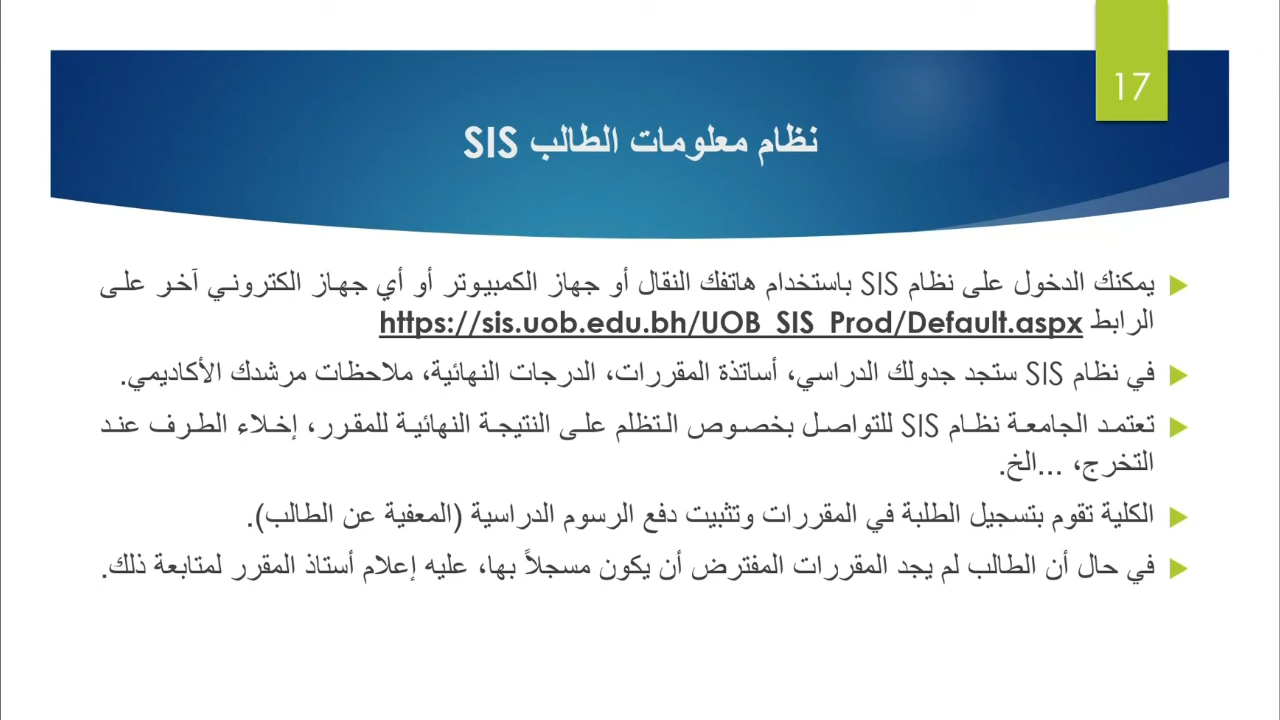 17
نظام معلومات الطالب SIS
يمكنك الدخول على نظام SIS باستخدام هاتفك النقال أو جهاز الكمبيوتر أو أي جهاز الكتروني آخر على
الرابط https://sis.uob.edu.bh/UOB_SIS_Prod/Default.aspx
في نظام SIS ستجد جدولك الدراسي، أساتذة المقررات، الدرجات النهائية، ملاحظات مرشدك الأكاديمي.
تعتمد الجامعة نظام SIS للتواصل بخصوص التظلم على النتيجة النهائية للمقرر، إخلاء الطرف عند
التخرج، ...الخ.
الكلية تقوم بتسجيل الطلبة في المقررات وتثبيت دفع الرسوم الدراسية (المعفية عن الطالب).
في حال أن الطالب لم يجد المقررات المفترض أن يكون مسجلاً بها، عليه إعلام أستاذ المقرر لمتابعة ذلك.